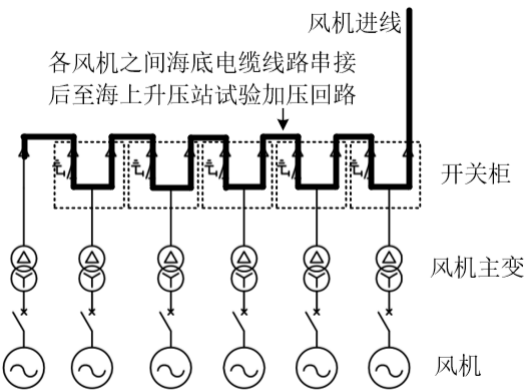 风机进线
各风机之间海底电缆线路串接
后至海上升压站试验加压回路
开关柜
风机主变
风机